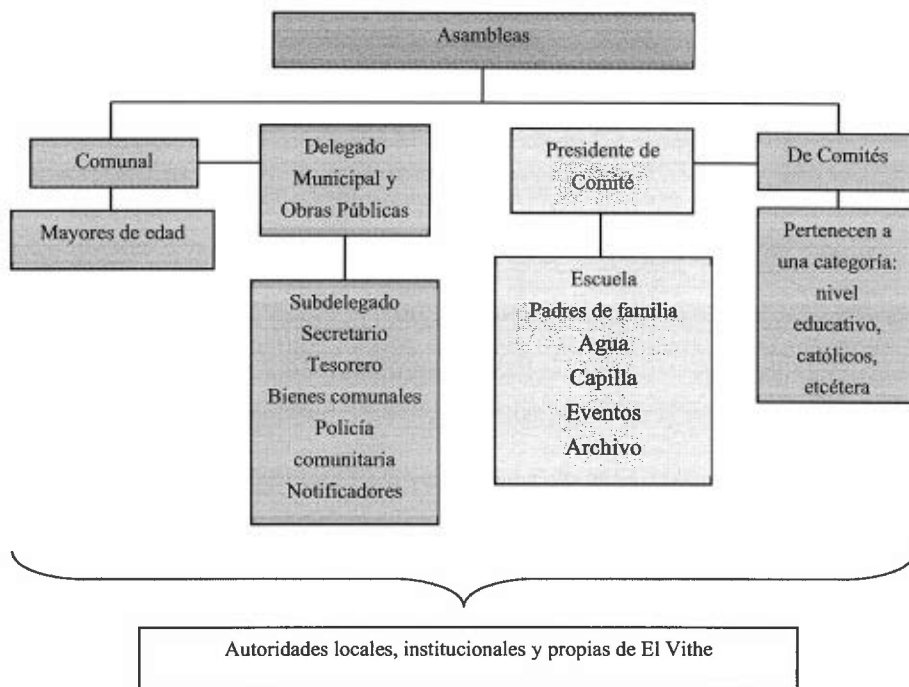 Asambleas
Comunal
Mayores de edad
Delegado
Municipal y
Obras Públicas
Subdelegado
Secretario
Tesorero
Bienes comunales
Policía
comunitaria
Notificadores
Presidente de
Comité
Escuela
Padres de familia
Agua
Capilla
Eventos
Archivo
De Comités
Pertenecen a
una categoría:
nivel
educativo,
católicos,
etcétera
Autoridades locales, institucionales y propias de El Vithe